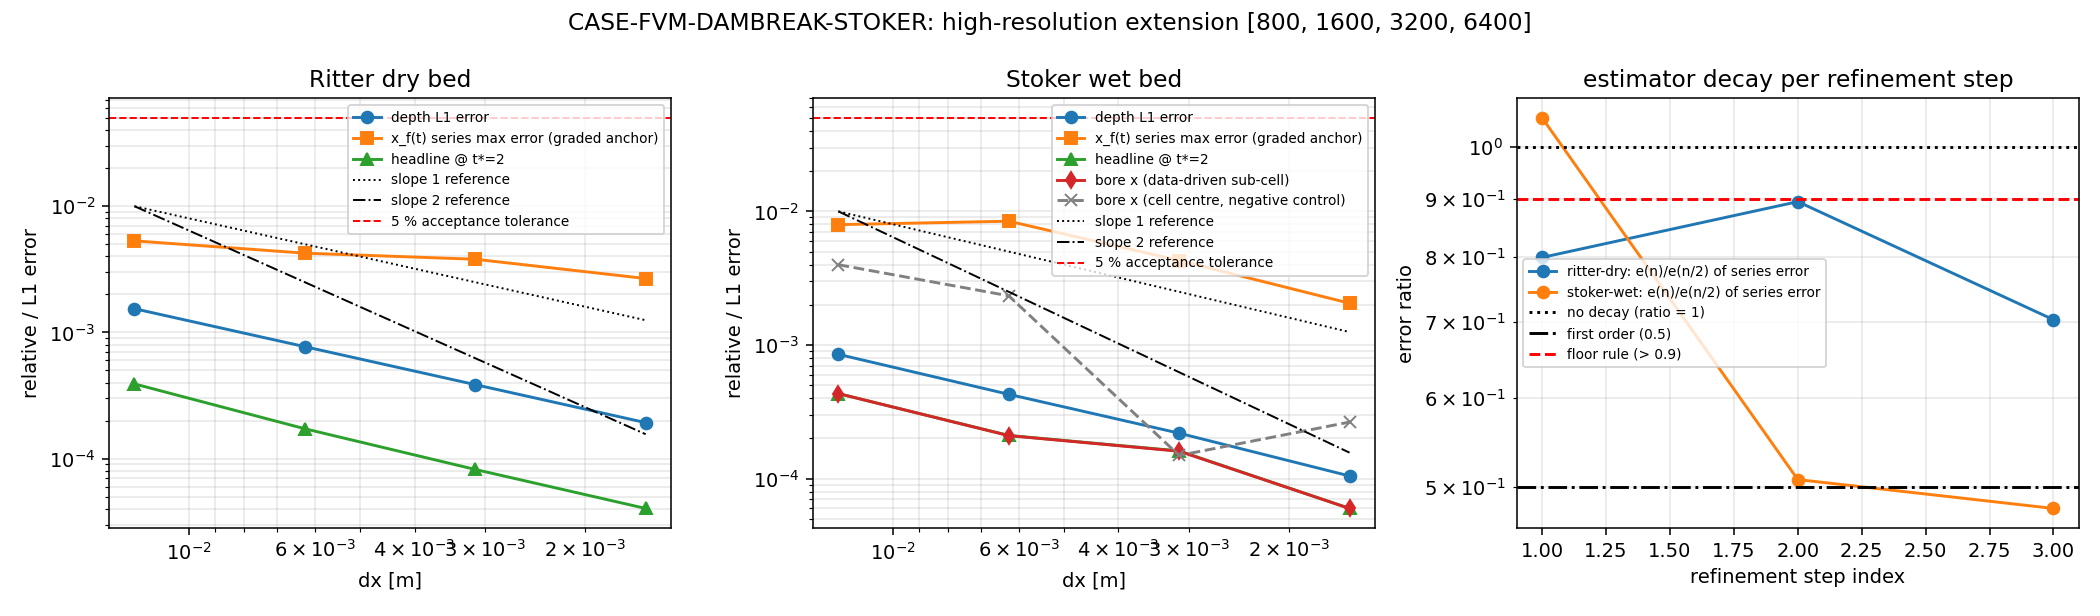 CASE-FVM-DAMBREAK-STOKER: high-resolution extension [800, 1600, 3200, 6400]
Ritter dry bed
depth L1 error
x_f(t) series max error (graded anchor)
headline @ t*=2
slope 1 reference
slope 2 reference
5 % acceptance tolerance
10⁻²
10⁻³
10⁻⁴
relative / L1 error
10⁻²
6 × 10⁻³
4 × 10⁻³
3 × 10⁻³
2 × 10⁻³
dx [m]
Stoker wet bed
depth L1 error
x_f(t) series max error (graded anchor)
headline @ t*=2
bore x (data-driven sub-cell)
bore x (cell centre, negative control)
slope 1 reference
slope 2 reference
5 % acceptance tolerance
10⁻²
10⁻³
10⁻⁴
relative / L1 error
10⁻²
6 × 10⁻³
4 × 10⁻³
3 × 10⁻³
2 × 10⁻³
dx [m]
estimator decay per refinement step
10⁰
9 × 10⁻¹
8 × 10⁻¹
7 × 10⁻¹
6 × 10⁻¹
5 × 10⁻¹
error ratio
ritter-dry: e(n)/e(n/2) of series error
stoker-wet: e(n)/e(n/2) of series error
no decay (ratio = 1)
first order (0.5)
floor rule (> 0.9)
1.00 1.25 1.50 1.75 2.00 2.25 2.50 2.75 3.00
refinement step index